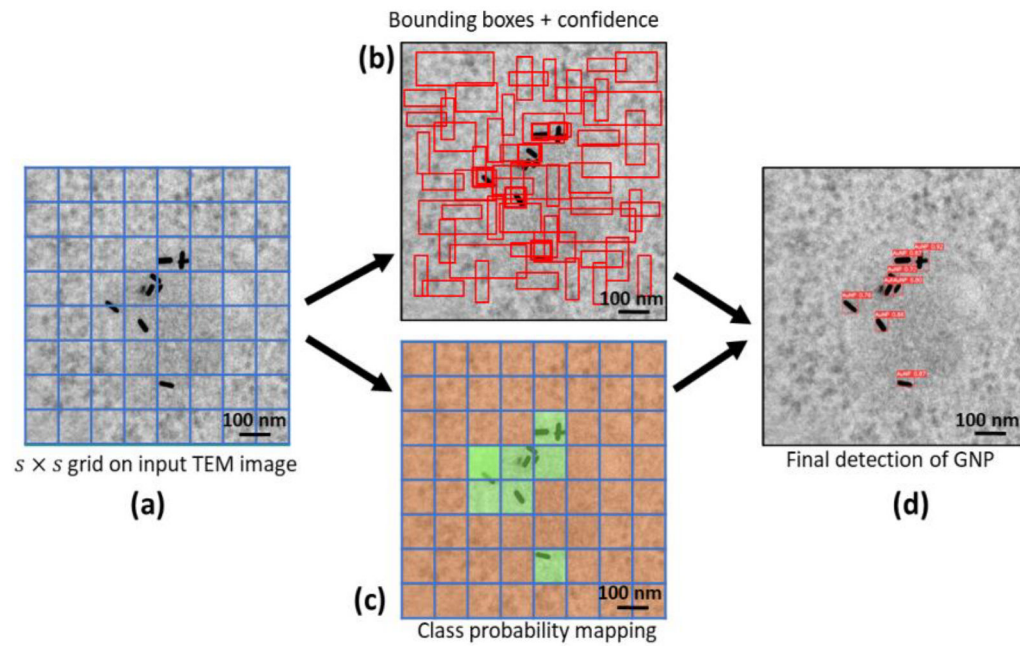 Bounding boxes + confidence
(b)
100 nm
100 nm
s × s grid on input TEM image
(a)
100 nm
Final detection of GNP
(d)
100 nm
(c)
Class probability mapping